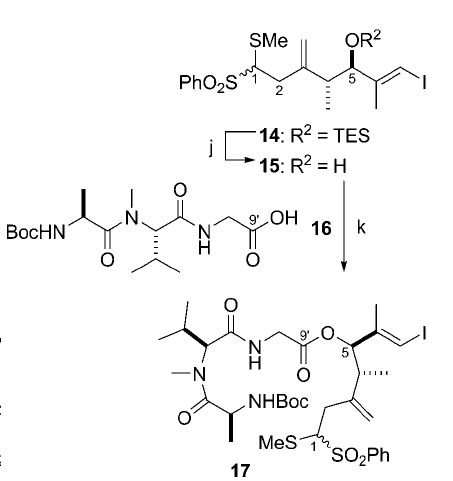 SMe
OR²
PhO₂S
S
1
2
5
I
14: R² = TES
j
15: R² = H
O
N
O
9'
OH
16
k
BocHN
O
N
H
O
O
O
9'
O
I
N
H
O
5
N
O
NHBoc
MeS
1
SO₂Ph
17